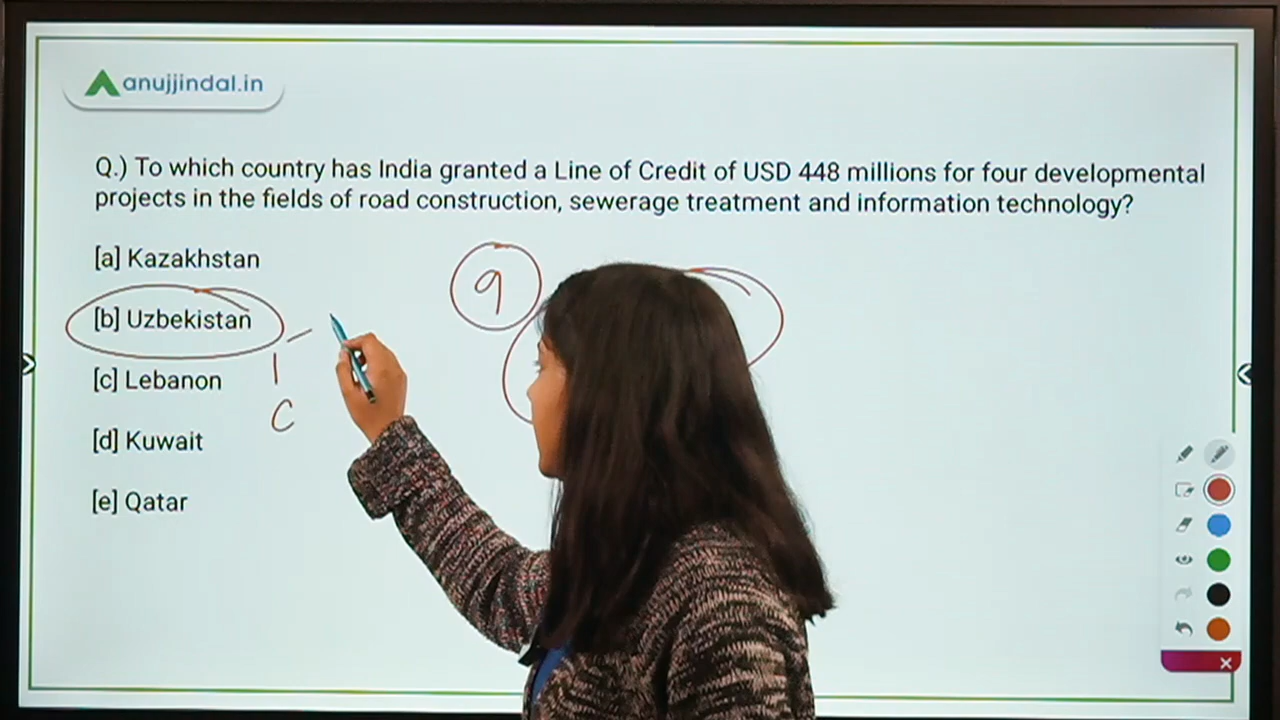 anujjindal.in
Q.) To which country has India granted a Line of Credit of USD 448 millions for four developmental
projects in the fields of road construction, sewerage treatment and information technology?
[a] Kazakhstan
9
[b] Uzbekistan
[c] Lebanon
C
[d] Kuwait
[e] Qatar